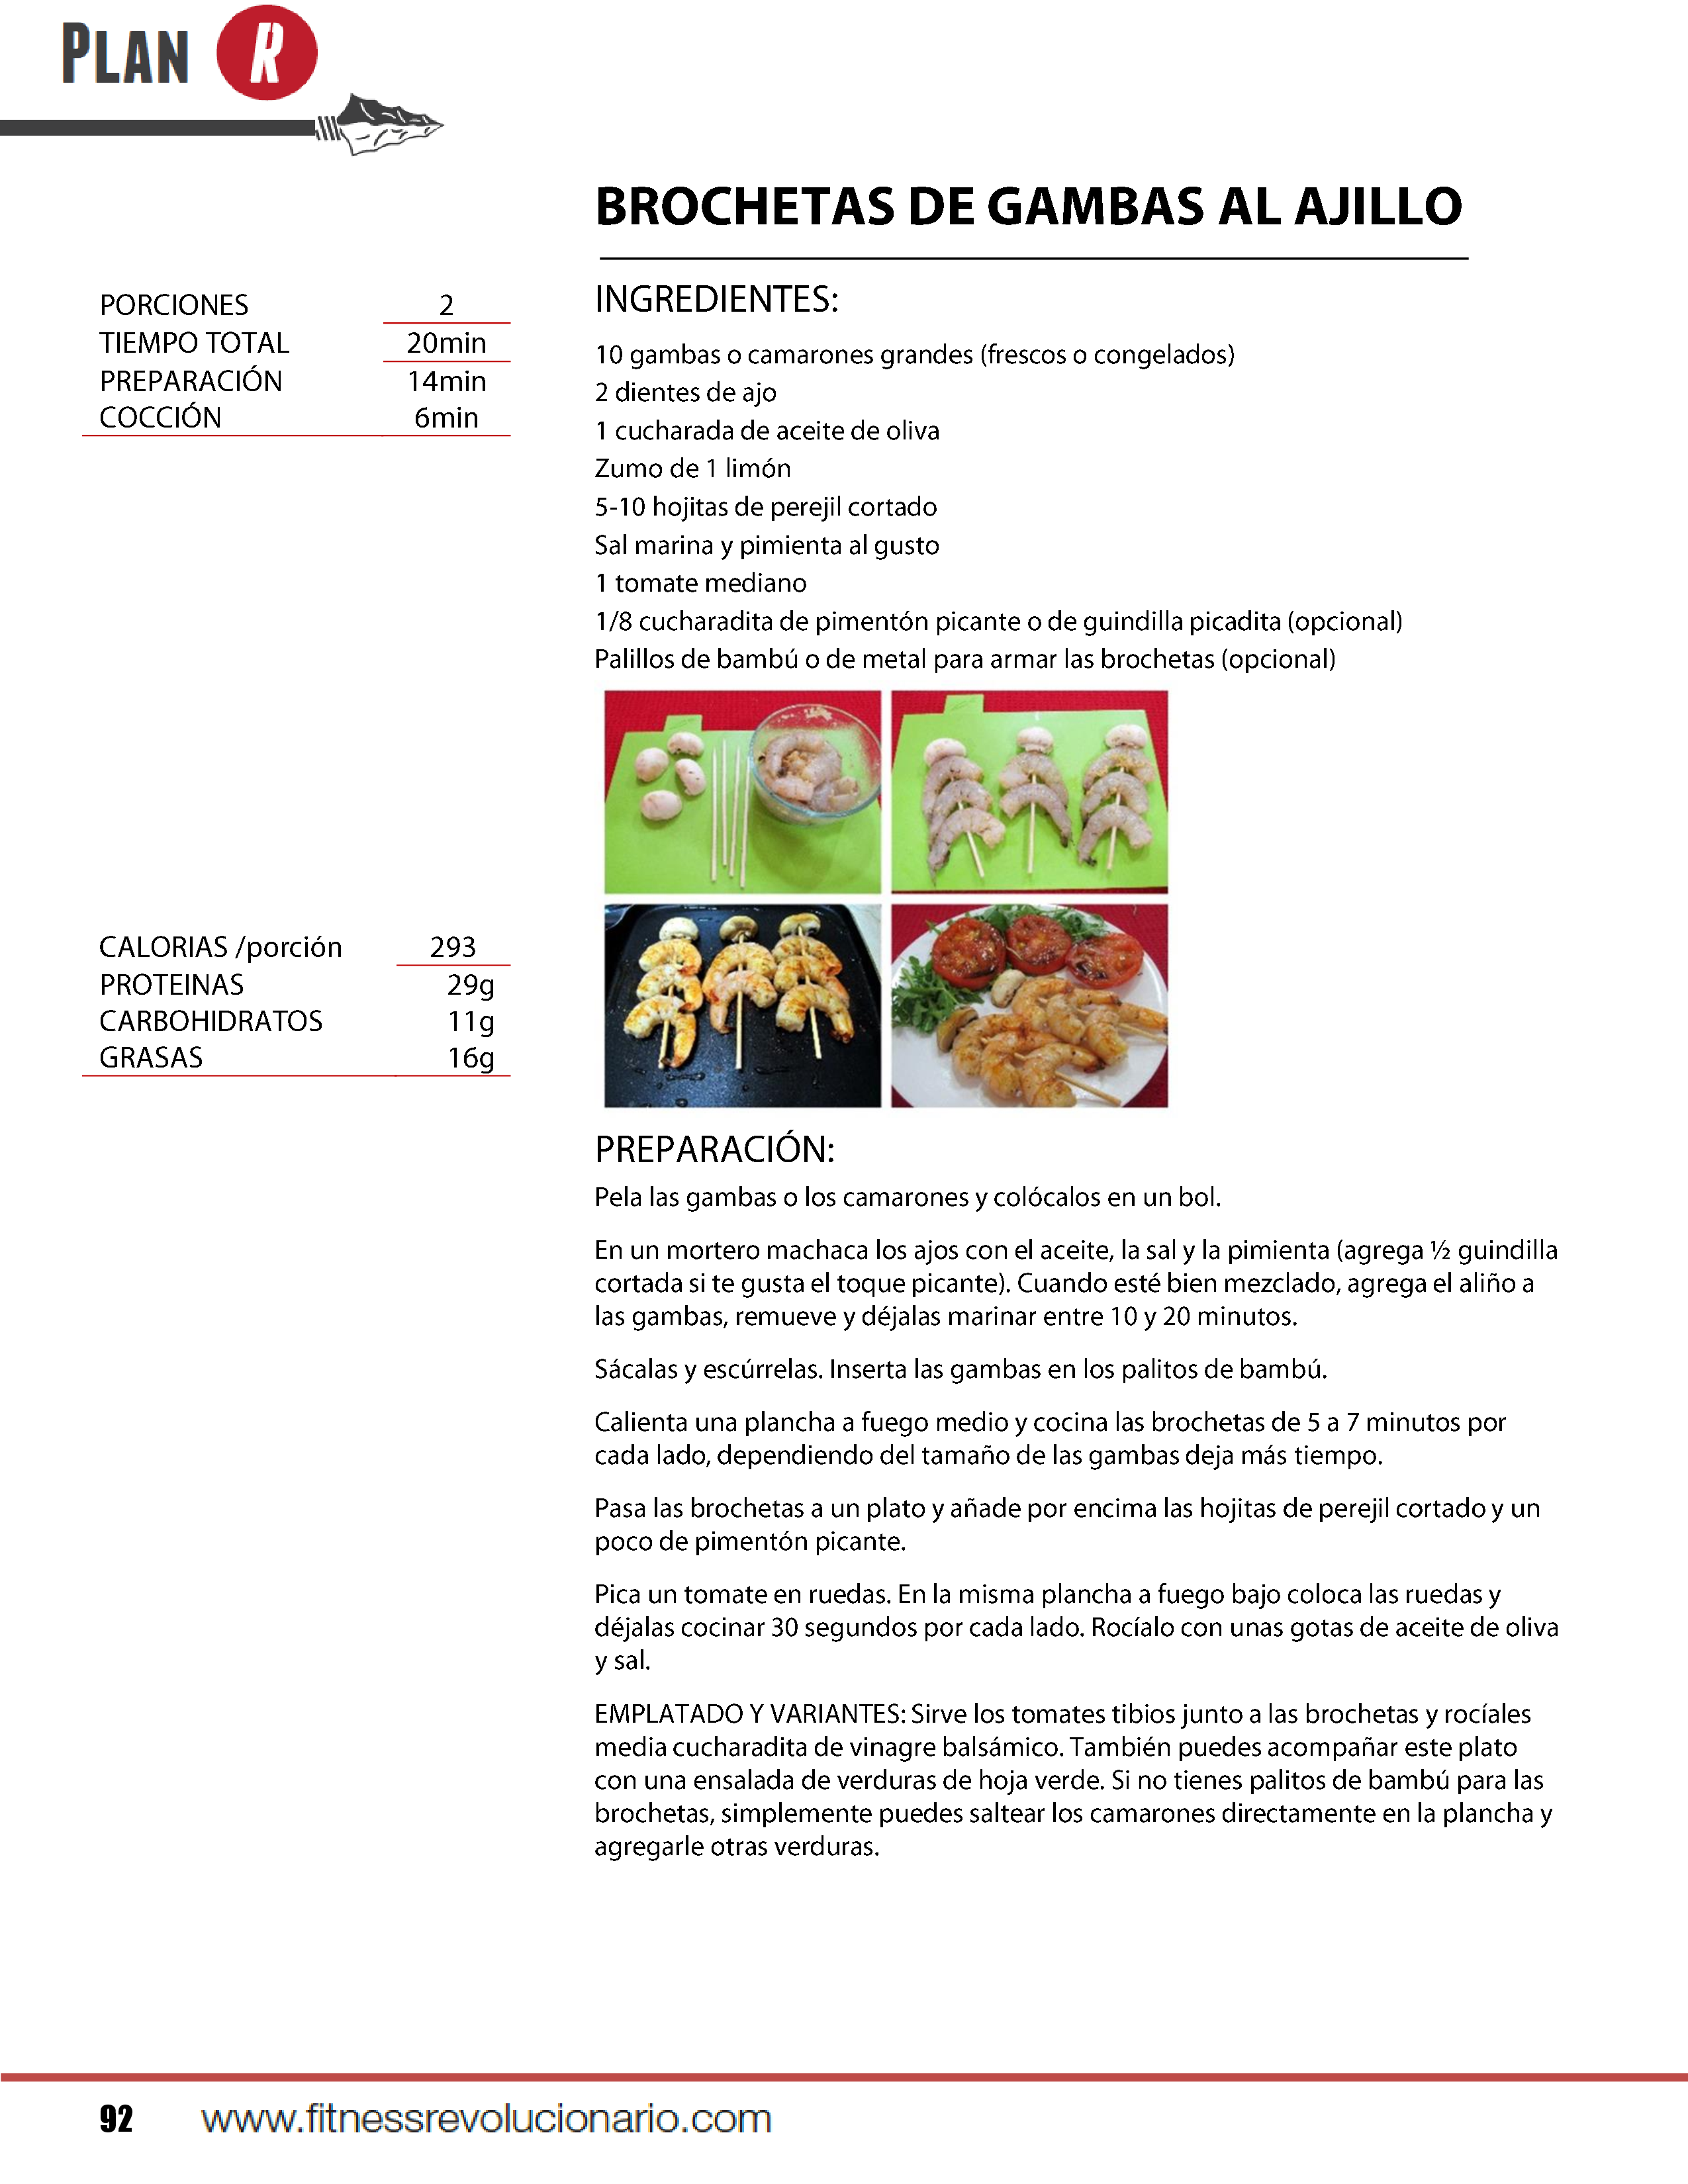 PLAN R
BROCHETAS DE GAMBAS AL AJILLO
PORCIONES 2
TIEMPO TOTAL 20min
PREPARACIÓN 14min
COCCIÓN 6min
INGREDIENTES:
10 gambas o camarones grandes (frescos o congelados)
2 dientes de ajo
1 cucharada de aceite de oliva
Zumo de 1 limón
5-10 hojitas de perejil cortado
Sal marina y pimienta al gusto
1 tomate mediano
1/8 cucharadita de pimentón picante o de guindilla picadita (opcional)
Palillos de bambú o de metal para armar las brochetas (opcional)
CALORIAS /porción 293
PROTEINAS 29g
CARBOHIDRATOS 11g
GRASAS 16g
PREPARACIÓN:
Pela las gambas o los camarones y colócalos en un bol.
En un mortero machaca los ajos con el aceite, la sal y la pimienta (agrega ½ guindilla
cortada si te gusta el toque picante). Cuando esté bien mezclado, agrega el aliño a
las gambas, remueve y déjalas marinar entre 10 y 20 minutos.
Sácalas y escúrrelas. Inserta las gambas en los palitos de bambú.
Calienta una plancha a fuego medio y cocina las brochetas de 5 a 7 minutos por
cada lado, dependiendo del tamaño de las gambas deja más tiempo.
Pasa las brochetas a un plato y añade por encima las hojitas de perejil cortado y un
poco de pimentón picante.
Pica un tomate en ruedas. En la misma plancha a fuego bajo coloca las ruedas y
déjalas cocinar 30 segundos por cada lado. Rocíalo con unas gotas de aceite de oliva
y sal.
EMPLATADO Y VARIANTES: Sirve los tomates tibios junto a las brochetas y rocíales
media cucharadita de vinagre balsámico. También puedes acompañar este plato
con una ensalada de verduras de hoja verde. Si no tienes palitos de bambú para las
brochetas, simplemente puedes saltear los camarones directamente en la plancha y
agregarle otras verduras.
92 www.fitnessrevolucionario.com